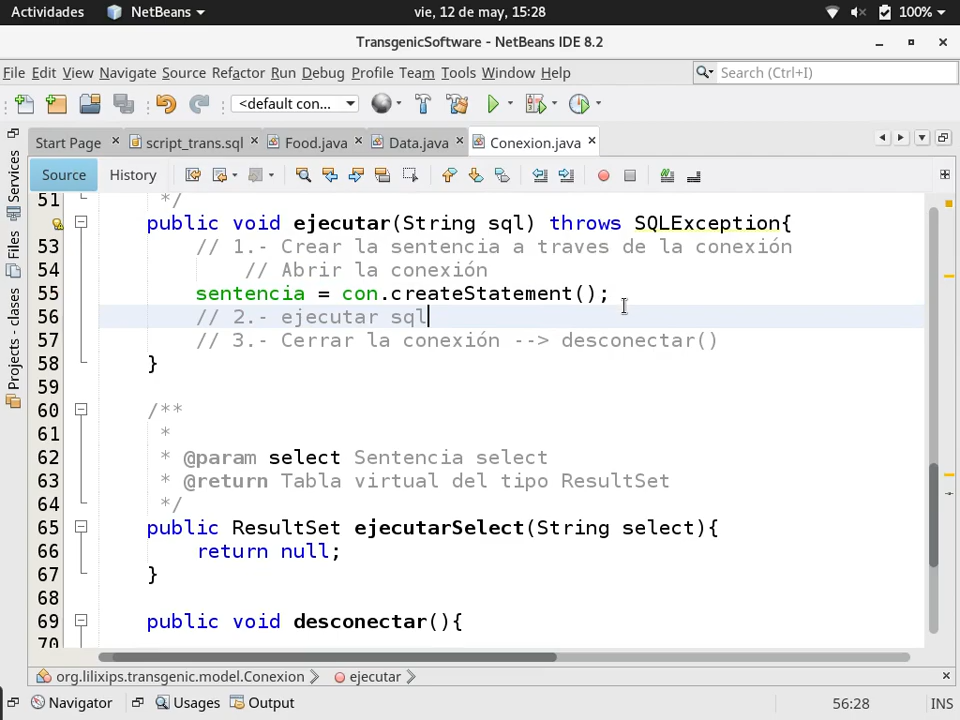 Actividades NetBeans vie, 12 de may, 15:28 100%
TransgenicSoftware - NetBeans IDE 8.2
File Edit View Navigate Source Refactor Run Debug Profile Team Tools Window Help Search (Ctrl+I)
<default con...
Start Page script_trans.sql Food.java Data.java Conexion.java
Source History
Services
Files
Projects - classes
51 */
public void ejecutar(String sql) throws SQLException{
53 // 1.- Crear la sentencia a traves de la conexión
54 // Abrir la conexión
55 sentencia = con.createStatement();
56 // 2.- ejecutar sql
57 // 3.- Cerrar la conexión --> desconectar()
58 }
59
60 /**
61 *
62 * @param select Sentencia select
63 * @return Tabla virtual del tipo ResultSet
64 */
65 public ResultSet ejecutarSelect(String select){
66 return null;
67 }
68
69 public void desconectar(){
70
org.lilixips.transgenic.model.Conexion ejecutar
Navigator Usages Output 56:28 INS